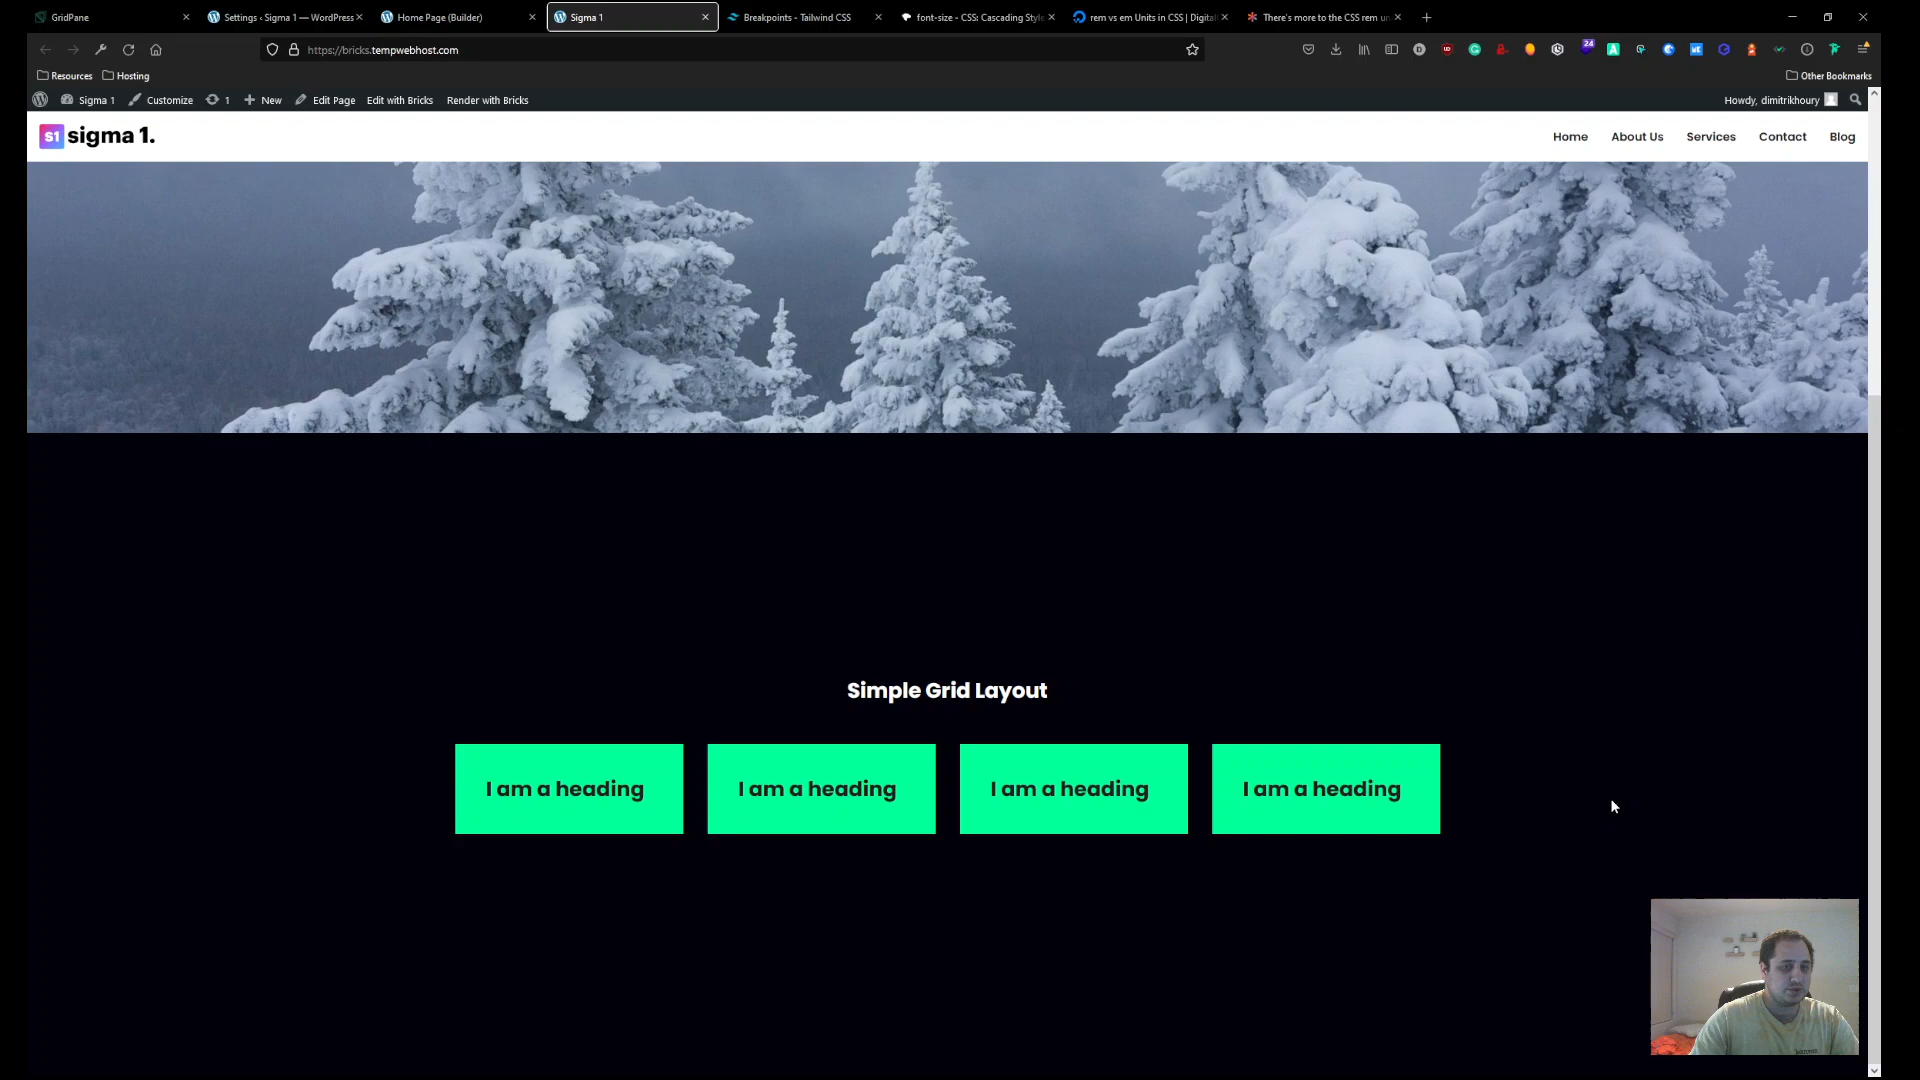 GridPane
Settings ‹ Sigma 1 — WordPress
Home Page (Builder)
Sigma 1
Breakpoints - Tailwind CSS
font-size - CSS: Cascading Style
rem vs em Units in CSS | Digital
There's more to the CSS rem un
https://bricks.tempwebhost.com
24
Resources
Hosting
Other Bookmarks
Sigma 1
Customize
1
New
Edit Page
Edit with Bricks
Render with Bricks
Howdy, dimitrikhoury
S1 sigma 1.
Home
About Us
Services
Contact
Blog
Simple Grid Layout
I am a heading
I am a heading
I am a heading
I am a heading